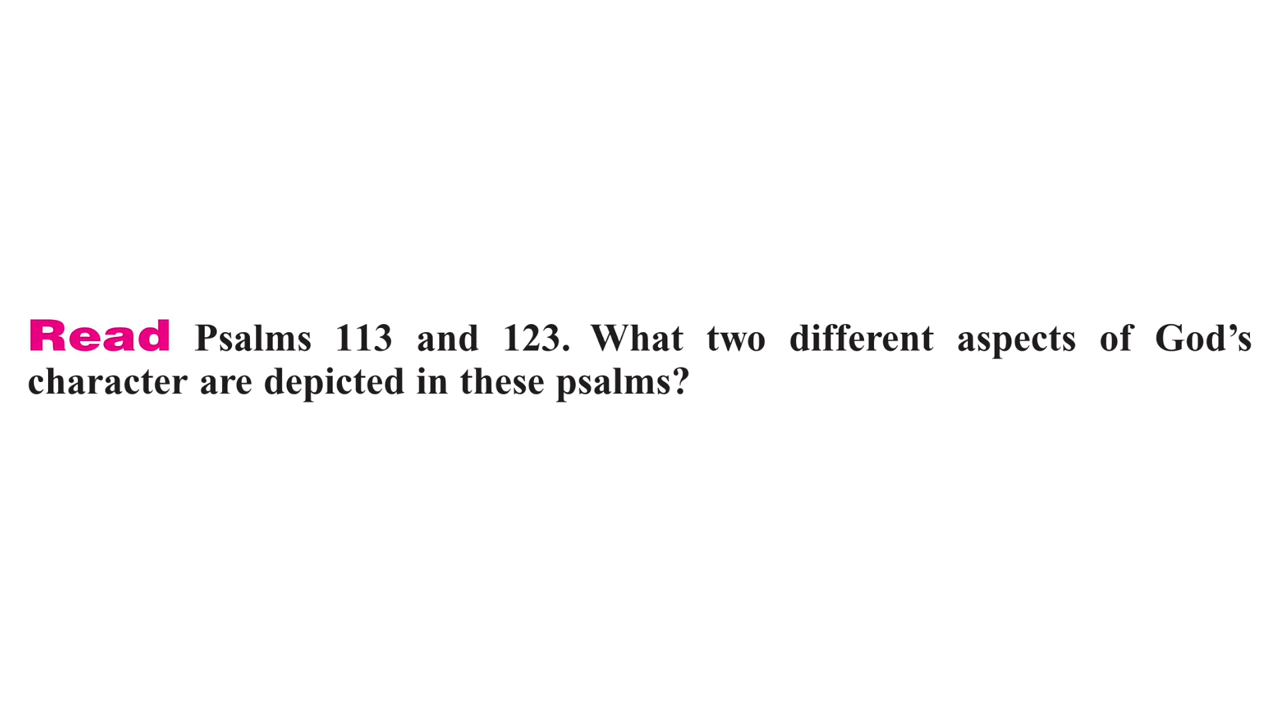 Read Psalms 113 and 123. What two different aspects of God’s
character are depicted in these psalms?